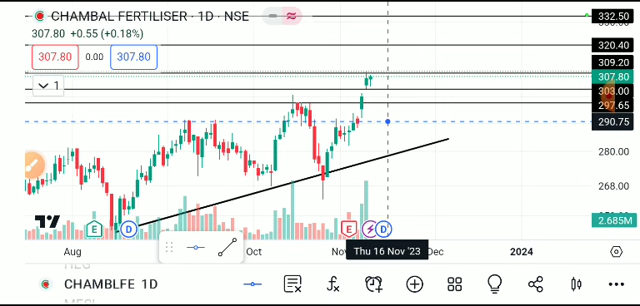 CHAMBAL FERTILISER · 1D · NSE
307.80 +0.55 (+0.18%)
307.80 0.00 307.80
1
332.50
320.40
309.20
307.80
303.00
297.65
290.75
280.00
268.00
2.685M
E D E D
Aug Oct Thu 16 Nov '23 Dec 2024
CHAMBLFE 1D